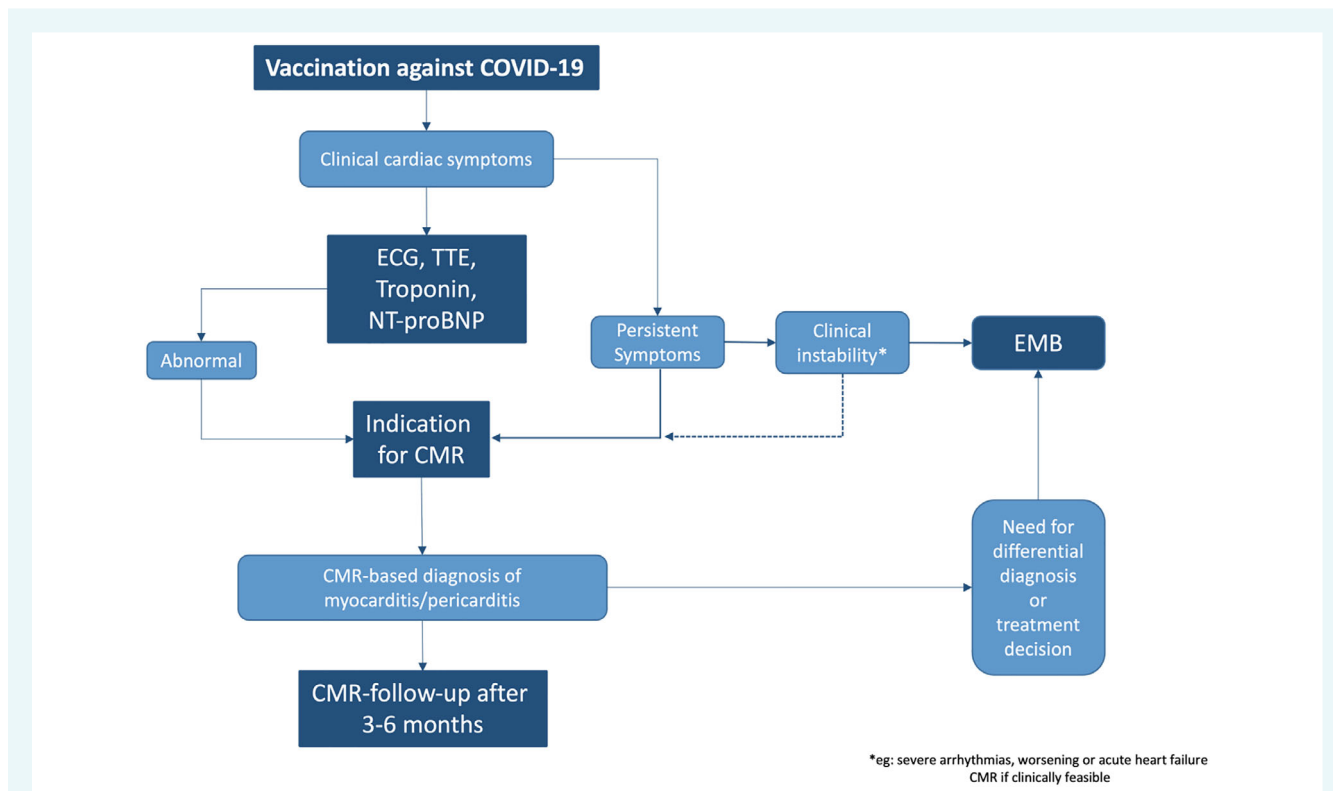 Vaccination against COVID-19
Clinical cardiac symptoms
ECG, TTE,
Troponin,
NT-proBNP
Abnormal
Persistent
Symptoms
Clinical
instability*
EMB
Indication
for CMR
CMR-based diagnosis of
myocarditis/pericarditis
Need for
differential
diagnosis
or
treatment
decision
CMR-follow-up after
3-6 months
*eg: severe arrhythmias, worsening or acute heart failure
CMR if clinically feasible